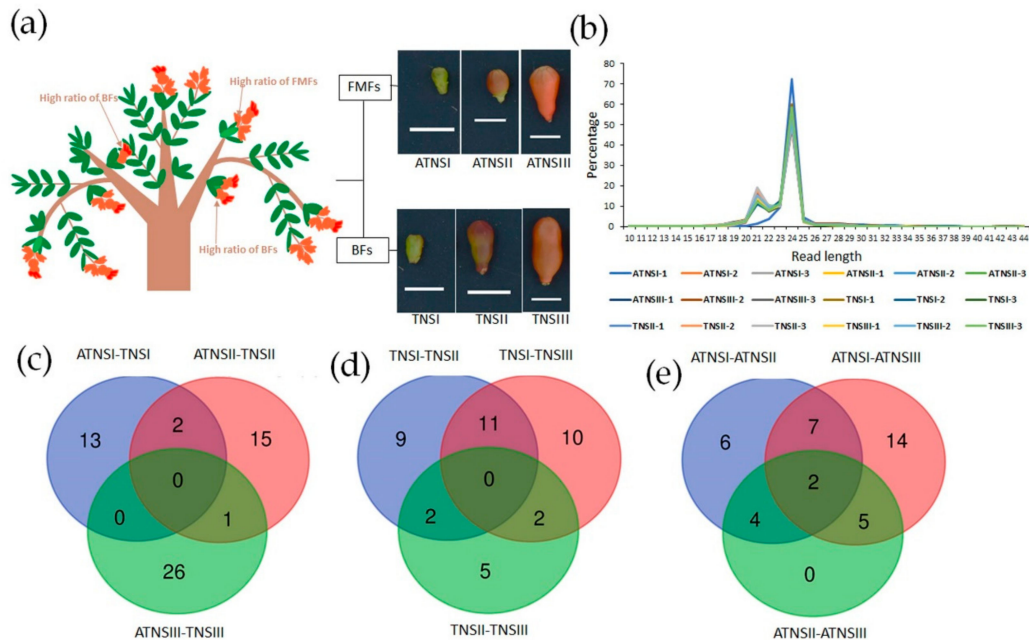 (a)
High ratio of FMFs
High ratio of BFs
High ratio of BFs
FMFs
BFs
ATNSI ATNSII ATNSIII
TNSI TNSII TNSIII
(b)
Percentage
80
70
60
50
40
30
20
10
0
10 11 12 13 14 15 16 17 18 19 20 21 22 23 24 25 26 27 28 29 30 31 32 33 34 35 36 37 38 39 40 41 42 43 44
Read length
ATNSI-1 ATNSI-2 ATNSI-3 ATNSII-1 ATNSII-2 ATNSII-3
ATNSIII-1 ATNSIII-2 ATNSIII-3 TNSI-1 TNSI-2 TNSI-3
TNSII-1 TNSII-2 TNSII-3 TNSIII-1 TNSIII-2 TNSIII-3
(c)
ATNSI-TNSI ATNSII-TNSII
13 2 15
0
0 1
26
ATNSIII-TNSIII
(d)
TNSI-TNSII TNSI-TNSIII
9 11 10
0
2 2
5
TNSII-TNSIII
(e)
ATNSI-ATNSII ATNSI-ATNSIII
6 7 14
2
4 5
0
ATNSII-ATNSIII